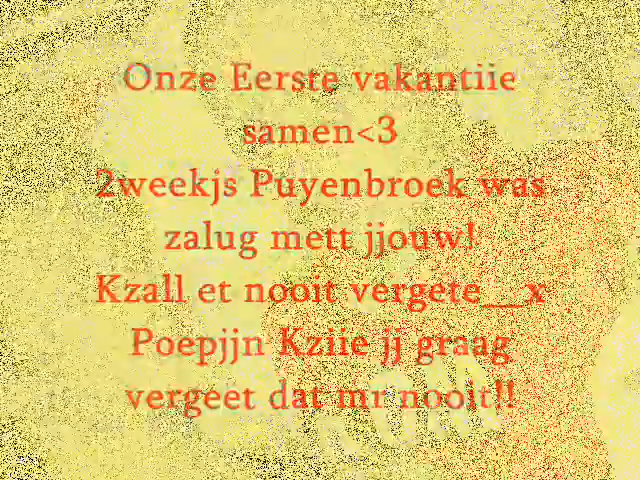 Onze Eerste vakantiie
samen<3
2weekjs Puyenbroek was
zalug mett jjouw!
Kzall et nooit vergete__x
Poepjjn Kziie jj graag
vergeet dat mr nooit!!